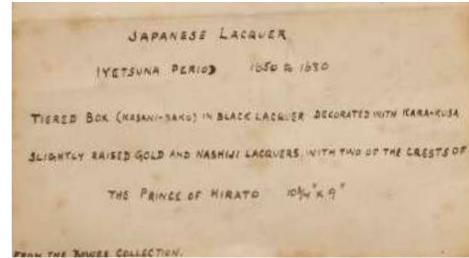 JAPANESE LACQUER
IYETSUNA PERIOD 1650 to 1680
TIERED BOX (KASANI-BAKO) IN BLACK LACQUER DECORATED WITH KARA-KUSA
SLIGHTLY RAISED GOLD AND NASHIJI LACQUERS, WITH TWO OF THE CRESTS OF
THE PRINCE OF HIRATO 10¾" x 9"
FROM THE BOWES COLLECTION.